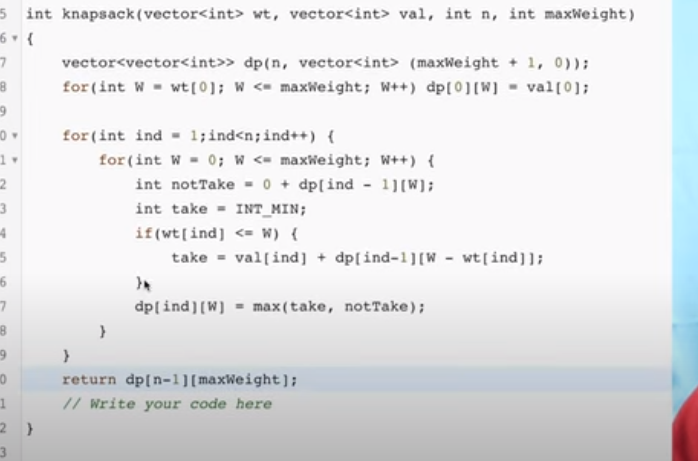 5 int knapsack(vector<int> wt, vector<int> val, int n, int maxWeight)
6 {
7 vector<vector<int>> dp(n, vector<int> (maxWeight + 1, 0));
8 for(int W = wt[0]; W <= maxWeight; W++) dp[0][W] = val[0];
9
0 for(int ind = 1;ind<n;ind++) {
1 for(int W = 0; W <= maxWeight; W++) {
2 int notTake = 0 + dp[ind - 1][W];
3 int take = INT_MIN;
4 if(wt[ind] <= W) {
5 take = val[ind] + dp[ind-1][W - wt[ind]];
6 }
7 dp[ind][W] = max(take, notTake);
8 }
9 }
0 return dp[n-1][maxWeight];
1 // Write your code here
2 }
3